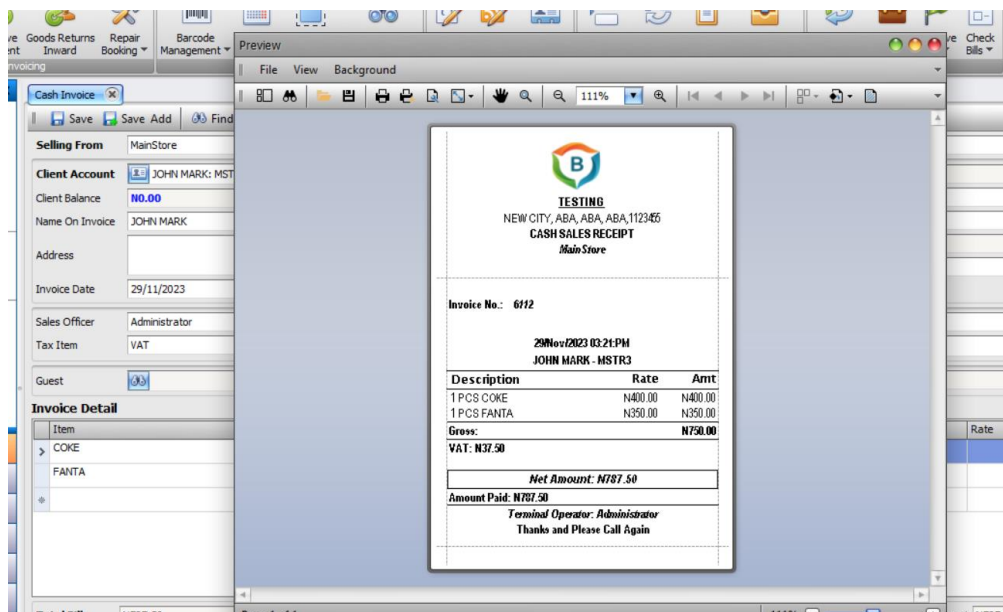 Goods Returns Inward
Repair Booking
Barcode Management
Check Bills
Preview
File View Background
111%
Cash Invoice
Save Save Add Find
Selling From MainStore
Client Account JOHN MARK: MST
Client Balance N0.00
Name On Invoice JOHN MARK
Address
Invoice Date 29/11/2023
Sales Officer Administrator
Tax Item VAT
Guest
Invoice Detail
Item
COKE
FANTA
Rate
B
TESTING
NEW CITY, ABA, ABA, ABA,1123455
CASH SALES RECEIPT
MainStore
Invoice No.: 6112
29/Nov/2023 03:21:PM
JOHN MARK - MSTR3
Description Rate Amt
1 PCS COKE N400.00 N400.00
1 PCS FANTA N350.00 N350.00
Gross: N750.00
VAT: N37.50
Net Amount: N787.50
Amount Paid: N787.50
Terminal Operator: Administrator
Thanks and Please Call Again